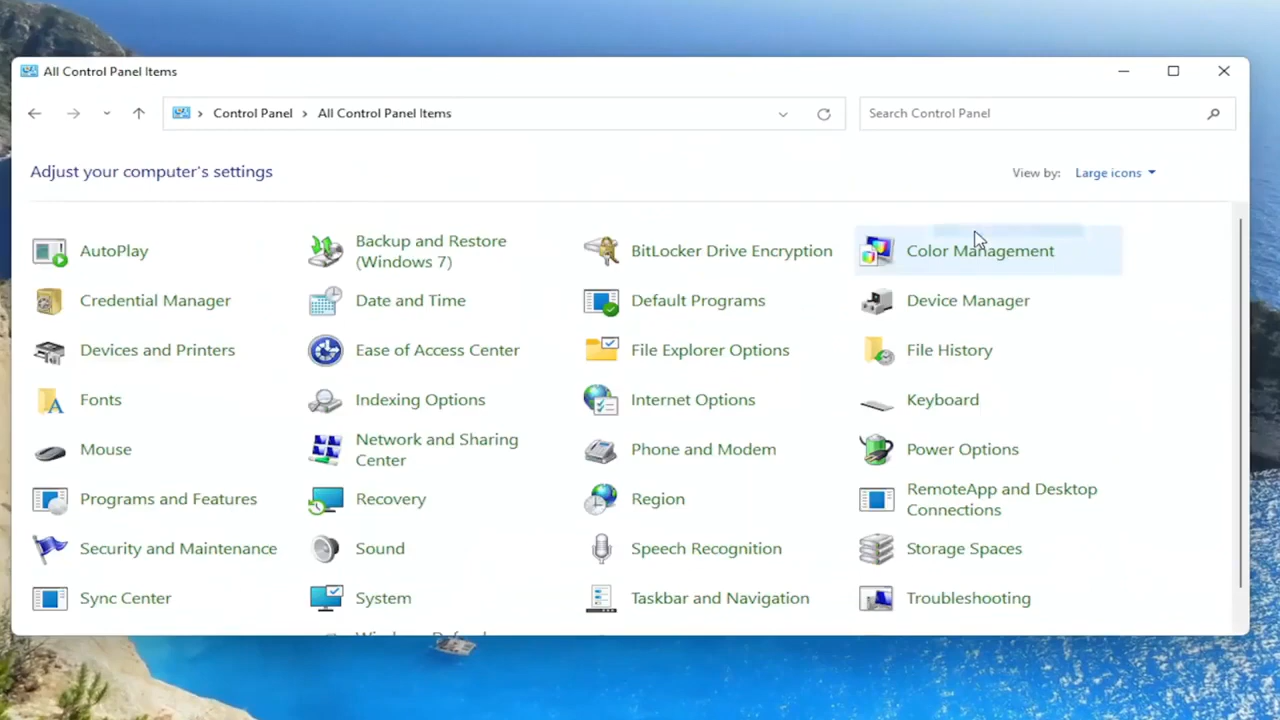 All Control Panel Items
Control Panel > All Control Panel Items
Search Control Panel
Adjust your computer's settings
View by: Large icons
AutoPlay
Backup and Restore
(Windows 7)
BitLocker Drive Encryption
Color Management
Credential Manager
Date and Time
Default Programs
Device Manager
Devices and Printers
Ease of Access Center
File Explorer Options
File History
Fonts
Indexing Options
Internet Options
Keyboard
Mouse
Network and Sharing
Center
Phone and Modem
Power Options
Programs and Features
Recovery
Region
RemoteApp and Desktop
Connections
Security and Maintenance
Sound
Speech Recognition
Storage Spaces
Sync Center
System
Taskbar and Navigation
Troubleshooting